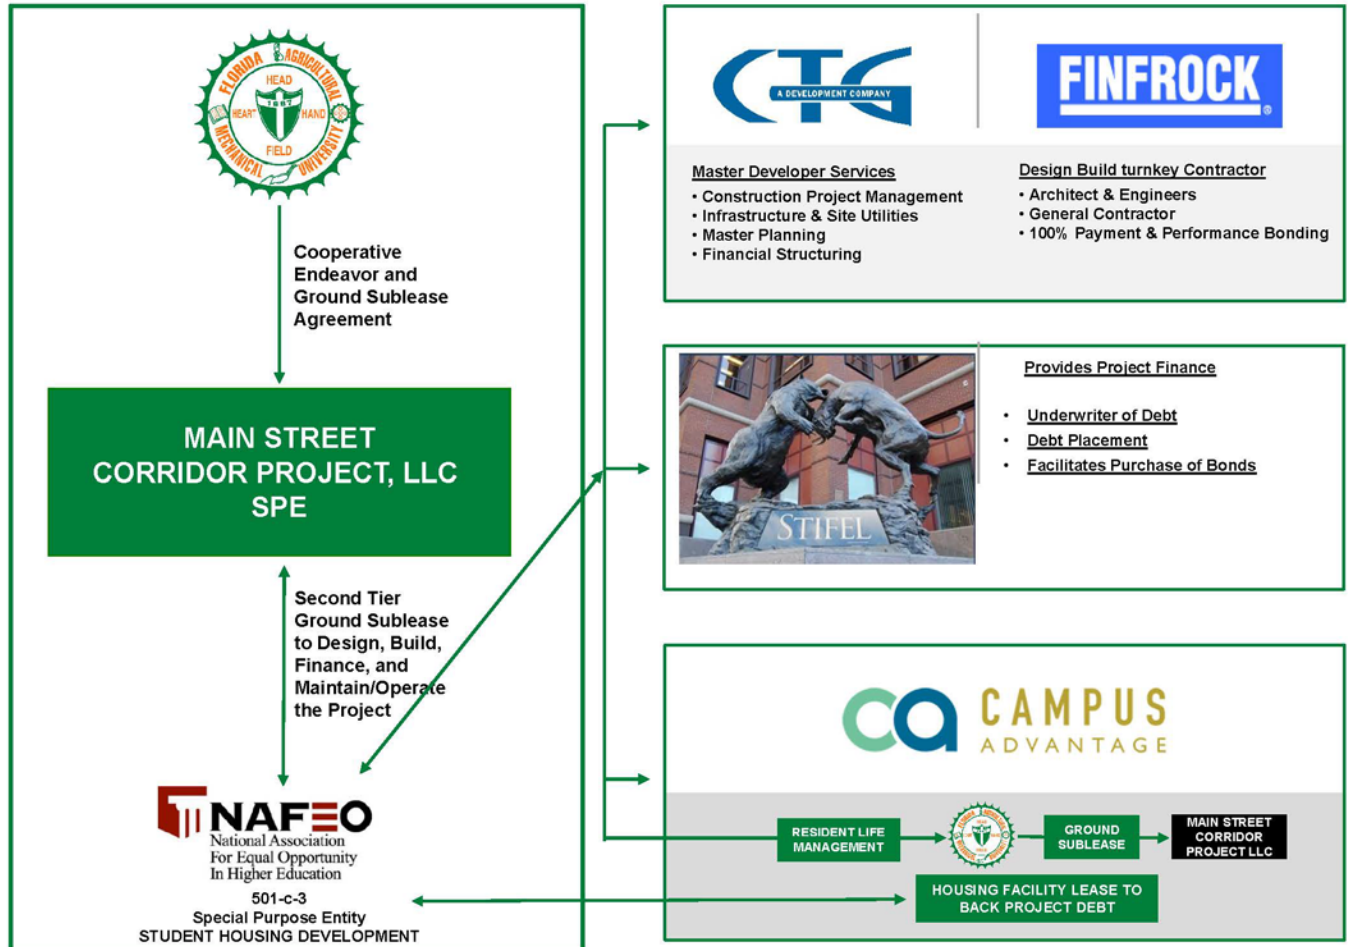 FLORIDA AGRICULTURAL
MECHANICAL UNIVERSITY
HEAD
1887
HEART HAND
FIELD
Cooperative
Endeavor and
Ground Sublease
Agreement
MAIN STREET
CORRIDOR PROJECT, LLC
SPE
Second Tier
Ground Sublease
to Design, Build,
Finance, and
Maintain/Operate
the Project
NAFEO
National Association
For Equal Opportunity
In Higher Education
501-c-3
Special Purpose Entity
STUDENT HOUSING DEVELOPMENT
CTG
A DEVELOPMENT COMPANY
Master Developer Services
• Construction Project Management
• Infrastructure & Site Utilities
• Master Planning
• Financial Structuring
FINFROCK®
Design Build turnkey Contractor
• Architect & Engineers
• General Contractor
• 100% Payment & Performance Bonding
STIFEL
Provides Project Finance
• Underwriter of Debt
• Debt Placement
• Facilitates Purchase of Bonds
ca CAMPUS
ADVANTAGE
RESIDENT LIFE
MANAGEMENT
GROUND
SUBLEASE
MAIN STREET
CORRIDOR
PROJECT LLC
HOUSING FACILITY LEASE TO
BACK PROJECT DEBT